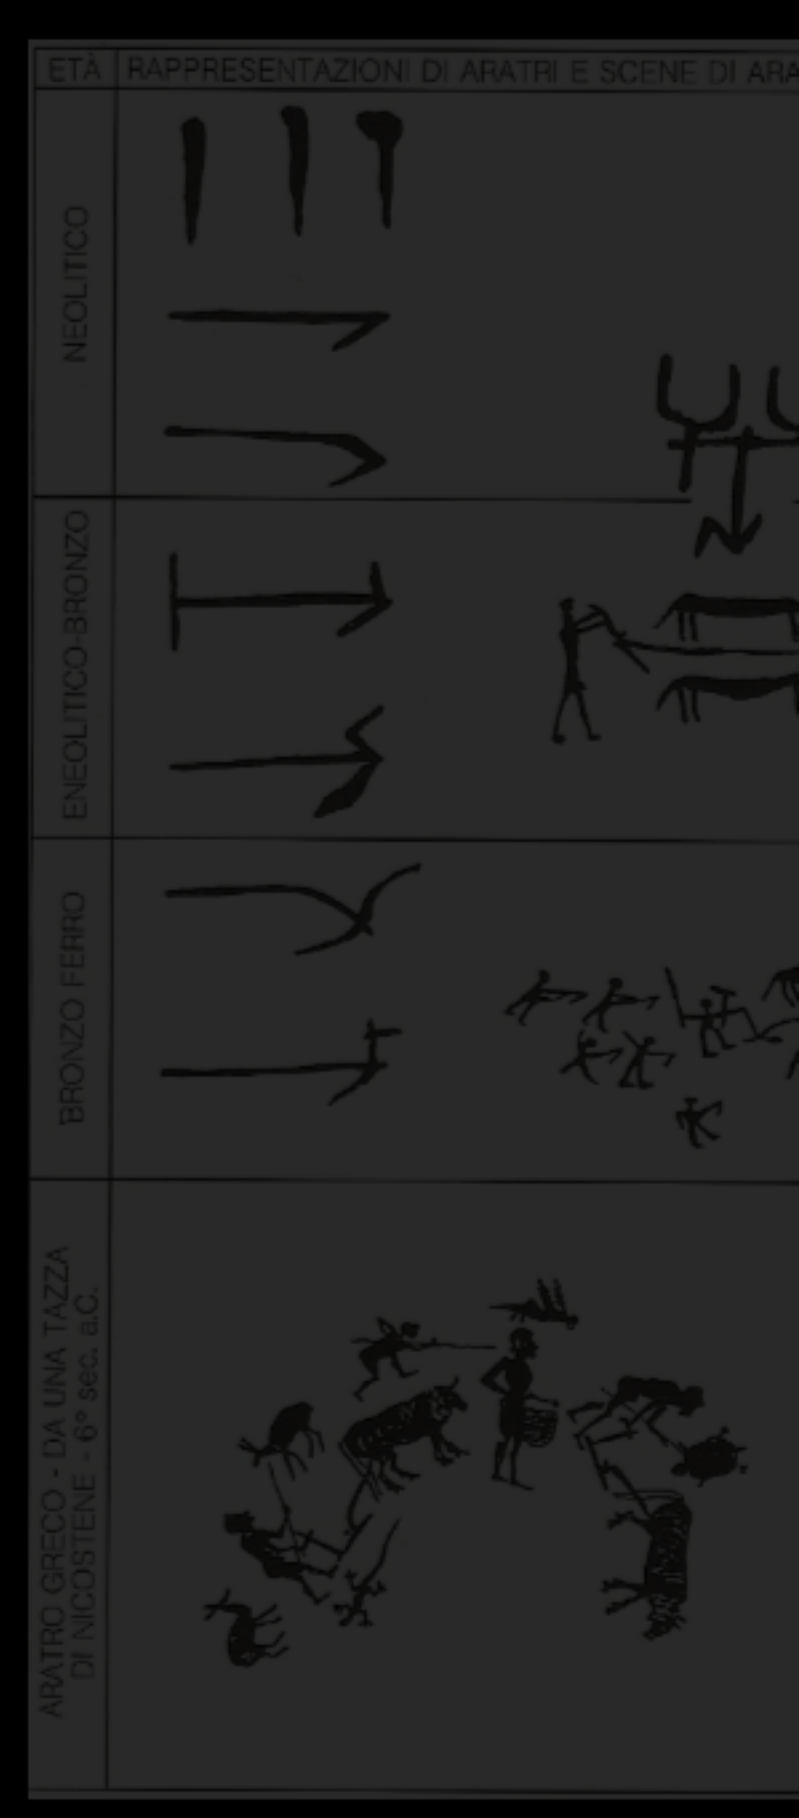 ETÀ
RAPPRESENTAZIONI DI ARATRI E SCENE DI ARA
NEOLITICO
ENEOLITICO-BRONZO
BRONZO FERRO
ARATRO GRECO - DA UNA TAZZA
DI NICOSTENE - 6° sec. a.C.